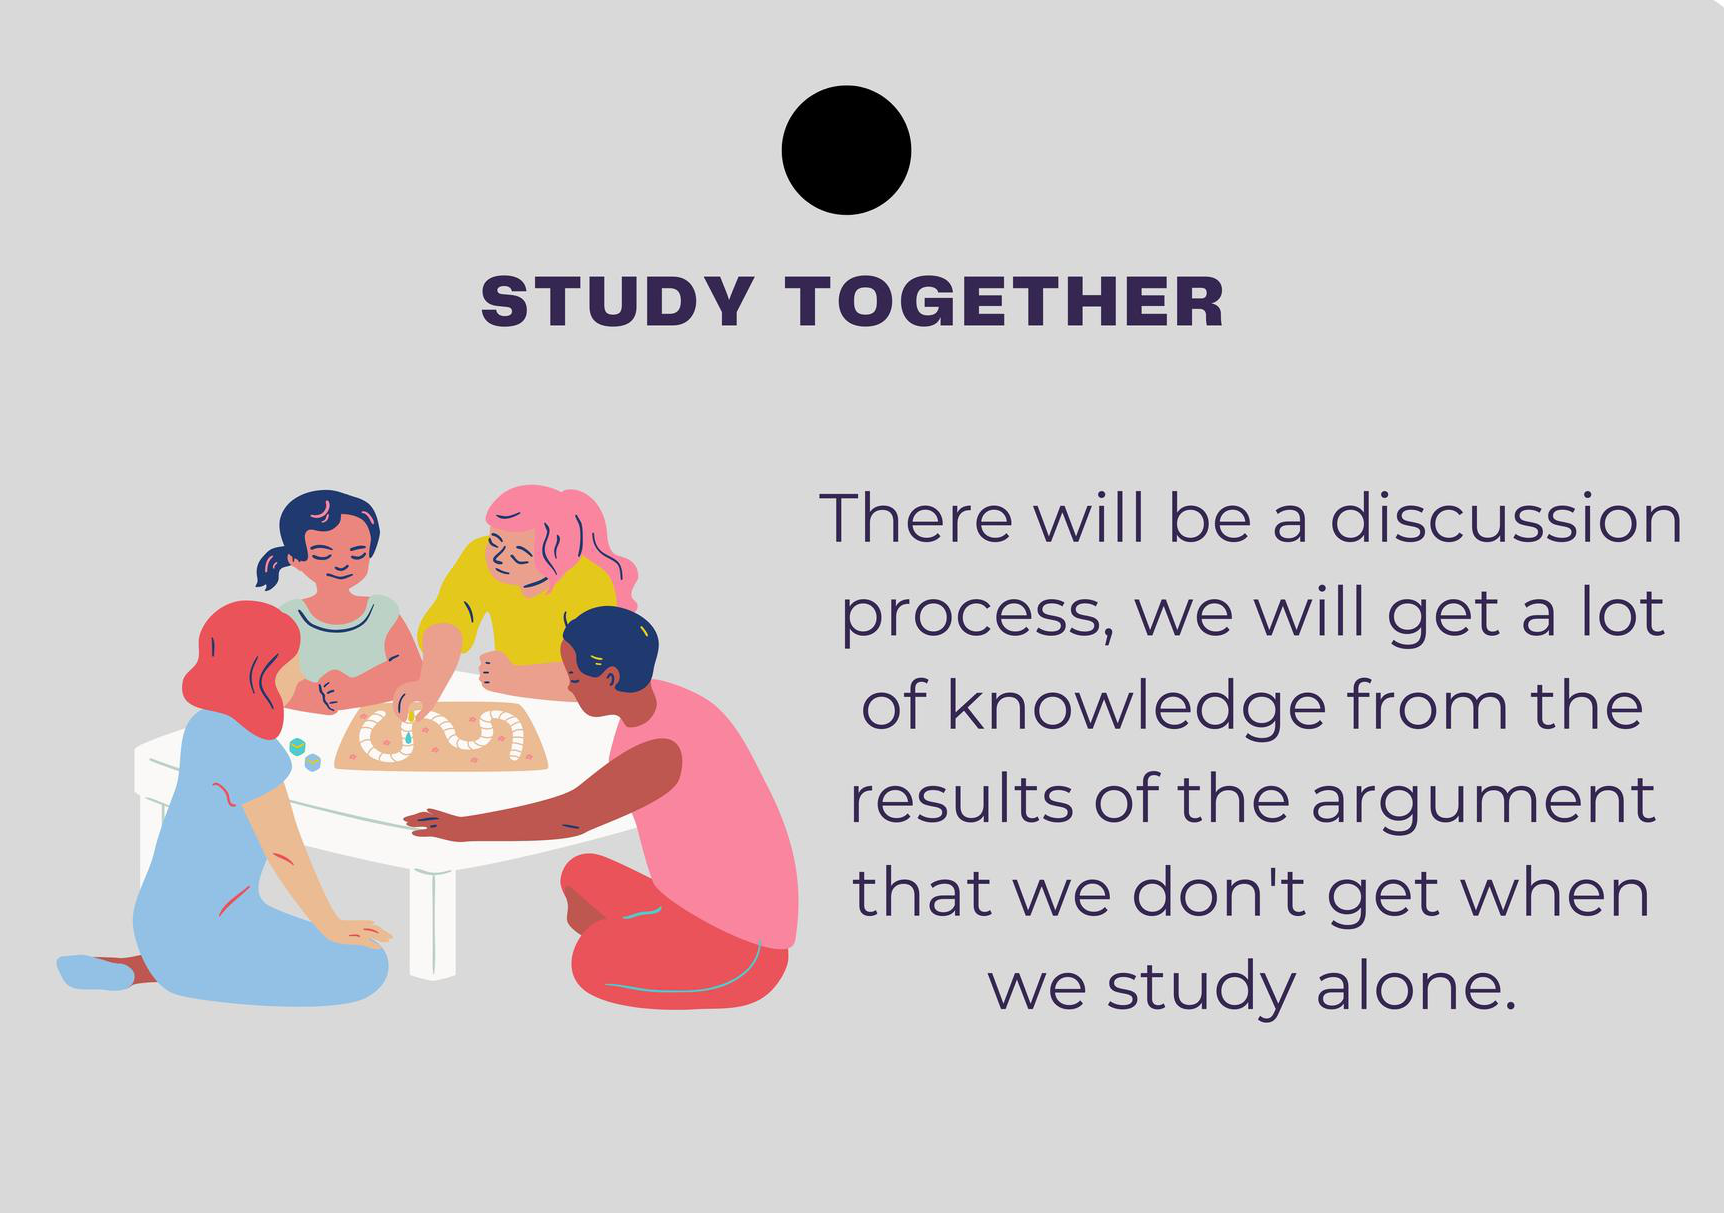 STUDY TOGETHER
There will be a discussion
process, we will get a lot
of knowledge from the
results of the argument
that we don't get when
we study alone.